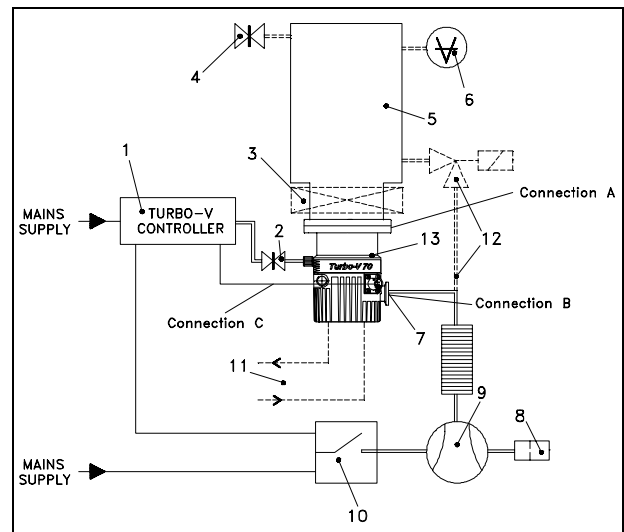 4
6
5
1
3
Connection A
MAINS
SUPPLY
TURBO-V
CONTROLLER
2
13
12
Turbo-V 70
Connection B
Connection C
7
11
9
8
MAINS
SUPPLY
10